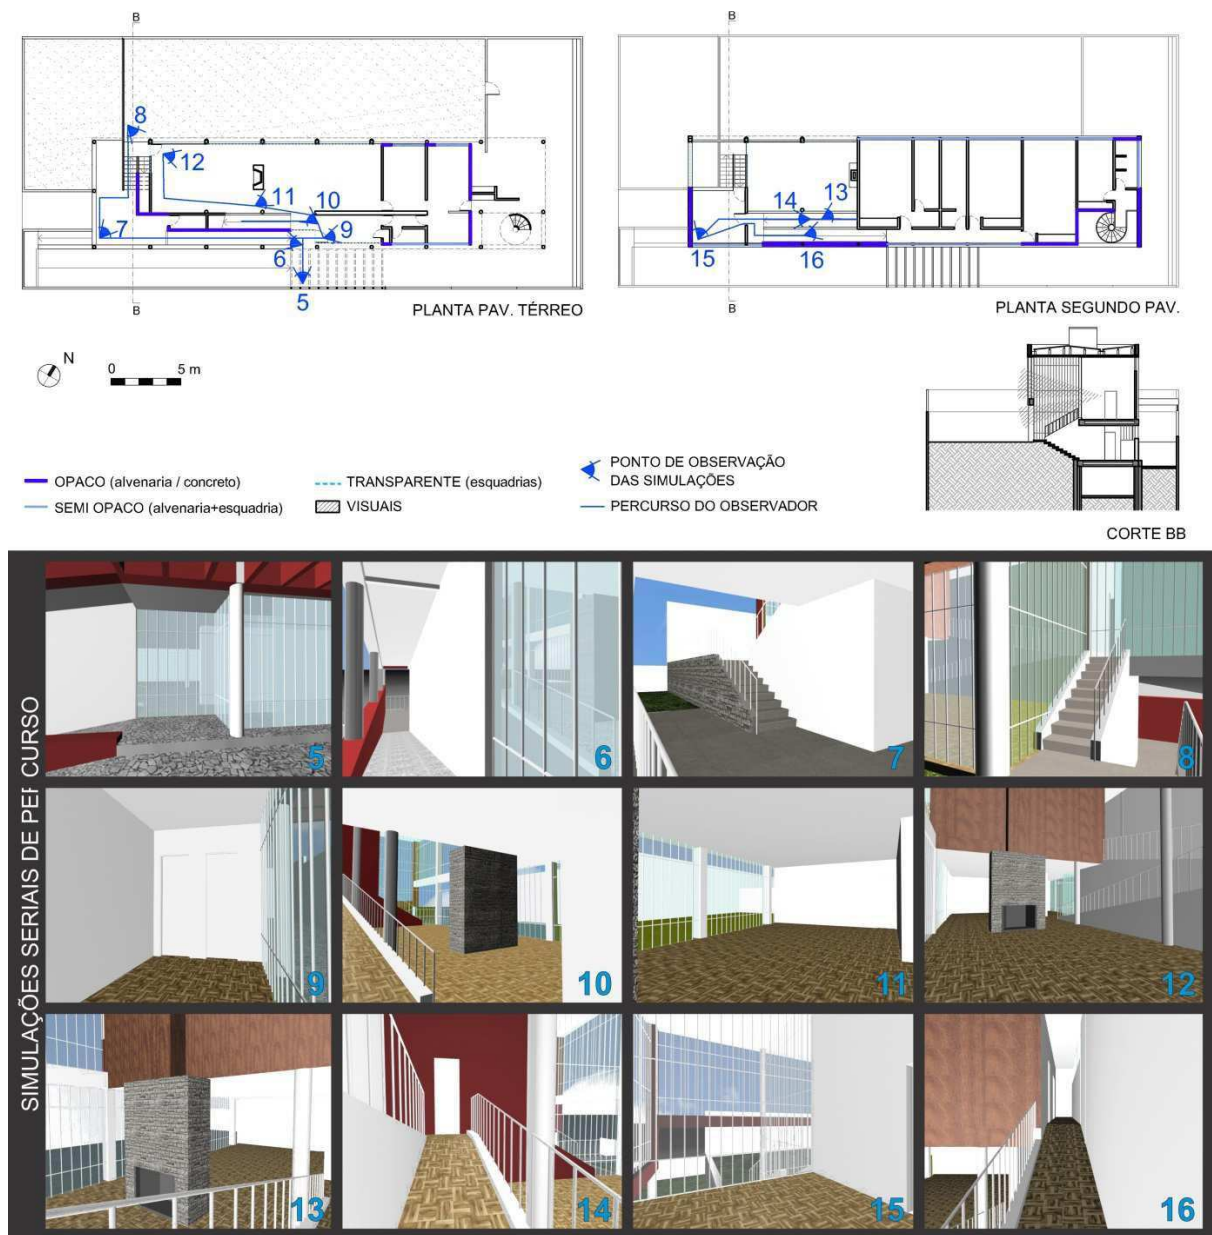 B
B
8
12
11
10
7
9
6
5
14
13
15
16
B
B
PLANTA PAV. TÉRREO
PLANTA SEGUNDO PAV.
N
0 5 m
OPACO (alvenaria / concreto)
SEMI OPACO (alvenaria+esquadria)
TRANSPARENTE (esquadrias)
VISUAIS
PONTO DE OBSERVAÇÃO
DAS SIMULAÇÕES
PERCURSO DO OBSERVADOR
CORTE BB
SIMULAÇÕES SERIAIS DE PERCURSO
5
6
7
8
9
10
11
12
13
14
15
16